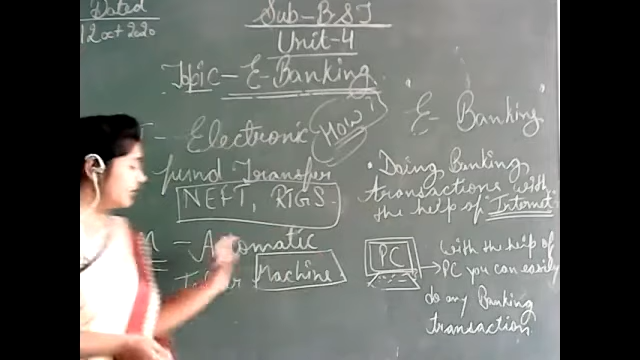 Dated
12 Oct 2020
Sub-BST
Unit-4
Topic - E-Banking
T - Electronic
HOW?
Fund Transfer
NEFT, RTGS.
M - Automatic
Machine
E-Banking
• Doing Banking
transactions with
the help of "Internet"
PC
With the help of
PC you can easily
do any Banking
transaction